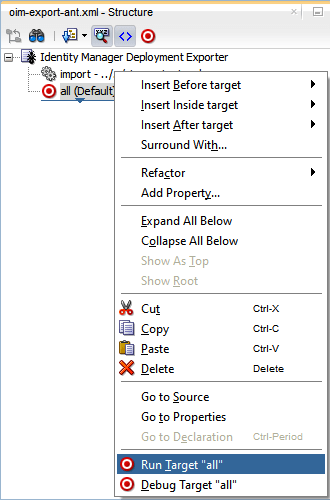 oim-export-ant.xml - Structure
Identity Manager Deployment Exporter
import - ../
all (Default)
Insert Before target
Insert Inside target
Insert After target
Surround With...
Refactor
Add Property...
Expand All Below
Collapse All Below
Show As Top
Show Root
Cut Ctrl-X
Copy Ctrl-C
Paste Ctrl-V
Delete Delete
Go to Source
Go to Properties
Go to Declaration Ctrl-Period
Run Target "all"
Debug Target "all"